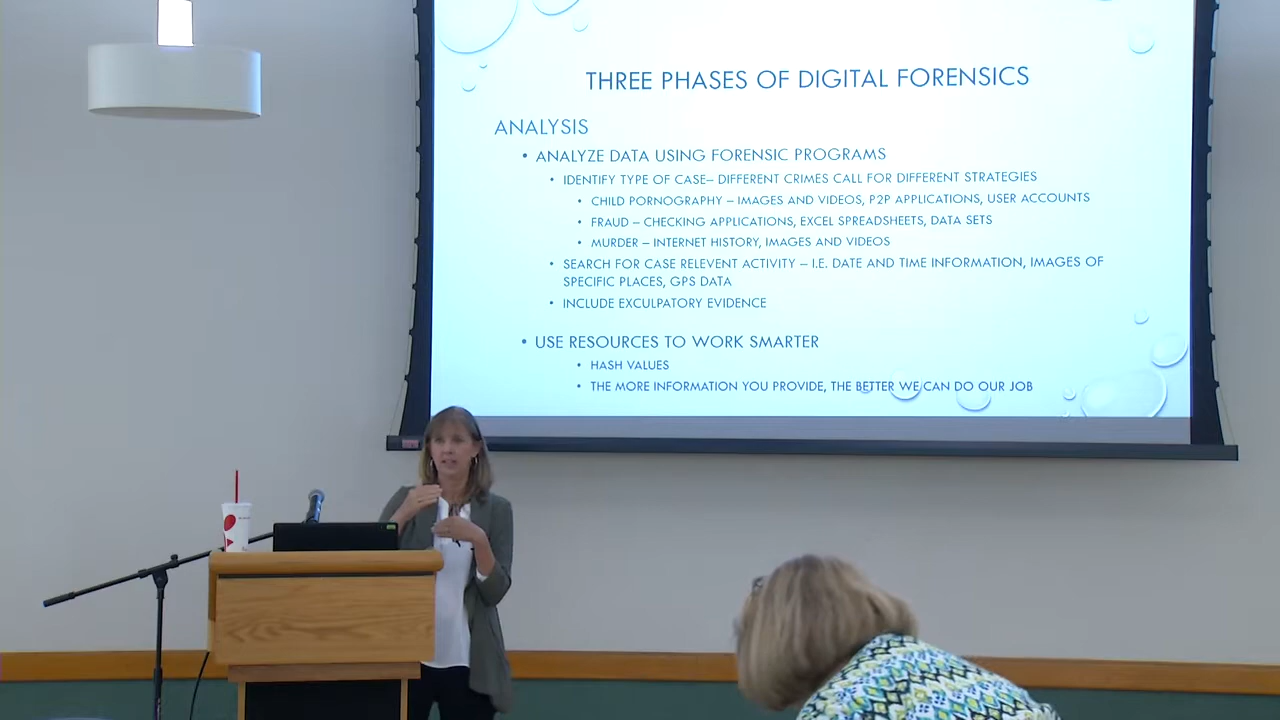 THREE PHASES OF DIGITAL FORENSICS
ANALYSIS
• ANALYZE DATA USING FORENSIC PROGRAMS
• IDENTIFY TYPE OF CASE– DIFFERENT CRIMES CALL FOR DIFFERENT STRATEGIES
• CHILD PORNOGRAPHY – IMAGES AND VIDEOS, P2P APPLICATIONS, USER ACCOUNTS
• FRAUD – CHECKING APPLICATIONS, EXCEL SPREADSHEETS, DATA SETS
• MURDER – INTERNET HISTORY, IMAGES AND VIDEOS
• SEARCH FOR CASE RELEVENT ACTIVITY – I.E. DATE AND TIME INFORMATION, IMAGES OF
SPECIFIC PLACES, GPS DATA
• INCLUDE EXCULPATORY EVIDENCE
• USE RESOURCES TO WORK SMARTER
• HASH VALUES
• THE MORE INFORMATION YOU PROVIDE, THE BETTER WE CAN DO OUR JOB